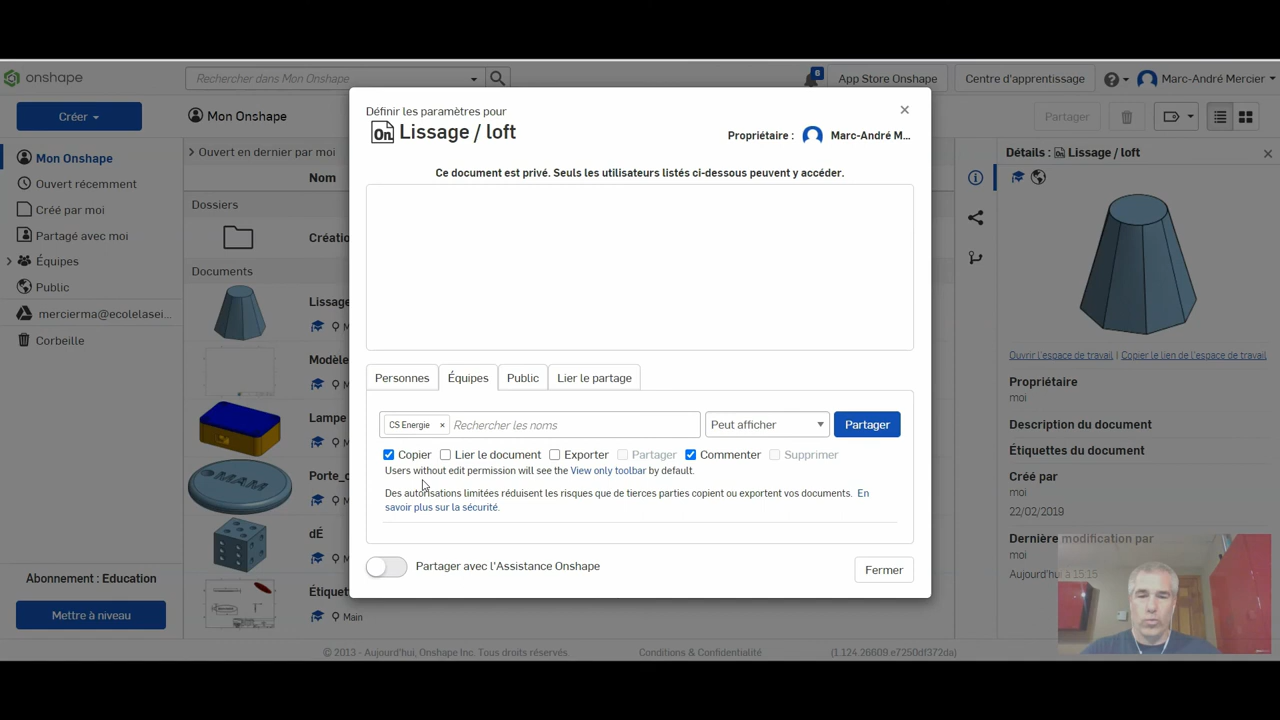 onshape
Rechercher dans Mon Onshape
6
App Store Onshape
Centre d'apprentissage
Marc-André Mercier
Créer
Mon Onshape
Partager
Mon Onshape
Ouvert récemment
Créé par moi
Partagé avec moi
Équipes
Public
mercierma@ecolelasei...
Corbeille
Abonnement : Education
Mettre à niveau
Ouvert en dernier par moi
Nom
Dossiers
Créatio
Documents
Lissage
M
Modèle
M
Lampe
M
Porte_c
M
dÉ
M
Étiquet
Main
Définir les paramètres pour
On Lissage / loft
Propriétaire : Marc-André M...
Ce document est privé. Seuls les utilisateurs listés ci-dessous peuvent y accéder.
Personnes
Équipes
Public
Lier le partage
CS Energie ×
Rechercher les noms
Peut afficher
Partager
Copier
Lier le document
Exporter
Partager
Commenter
Supprimer
Users without edit permission will see the View only toolbar by default.
Des autorisations limitées réduisent les risques que de tierces parties copient ou exportent vos documents. En
savoir plus sur la sécurité.
Partager avec l'Assistance Onshape
Fermer
Détails : Lissage / loft
MAM
Ouvrir l'espace de travail | Copier le lien de l'espace de travail
Propriétaire
moi
Description du document
Étiquettes du document
Créé par
moi
22/02/2019
Dernière modification par
moi
Aujourd'hui à 15:15
© 2013 - Aujourd'hui, Onshape Inc. Tous droits réservés.
Conditions & Confidentialité
(1.124.26609.e7250df372da)